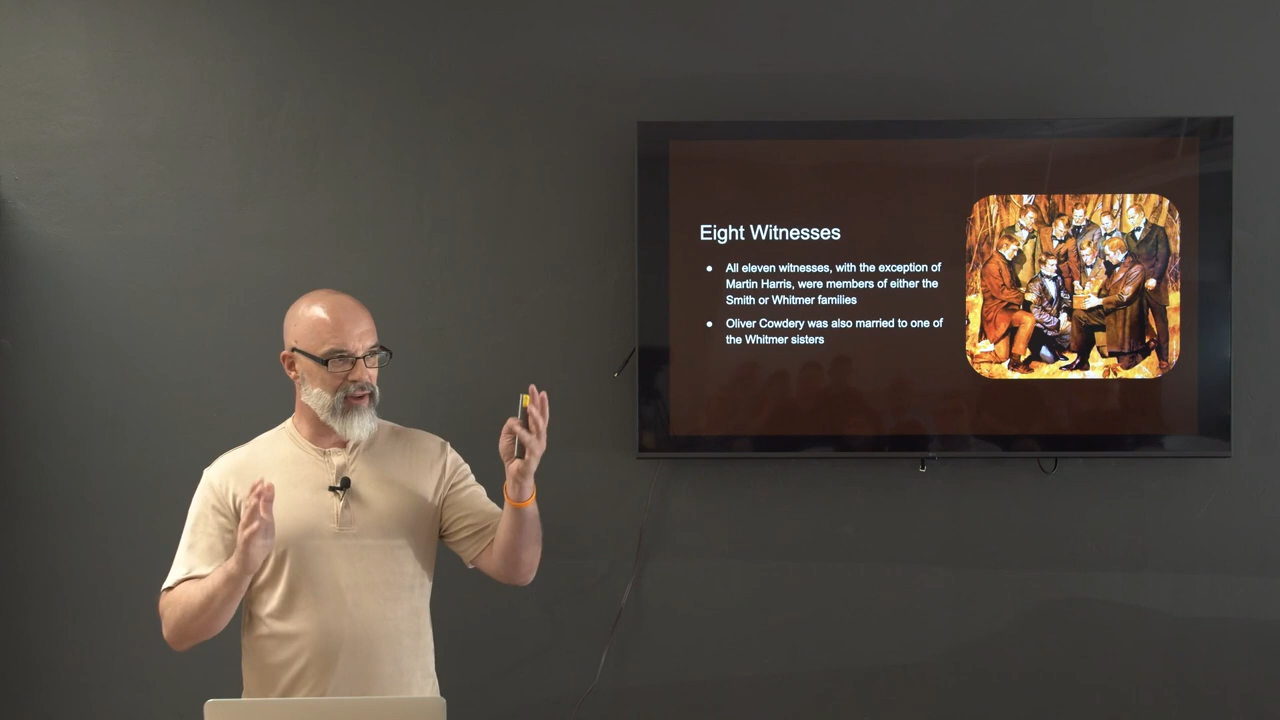 Eight Witnesses
● All eleven witnesses, with the exception of
Martin Harris, were members of either the
Smith or Whitmer families
● Oliver Cowdery was also married to one of
the Whitmer sisters